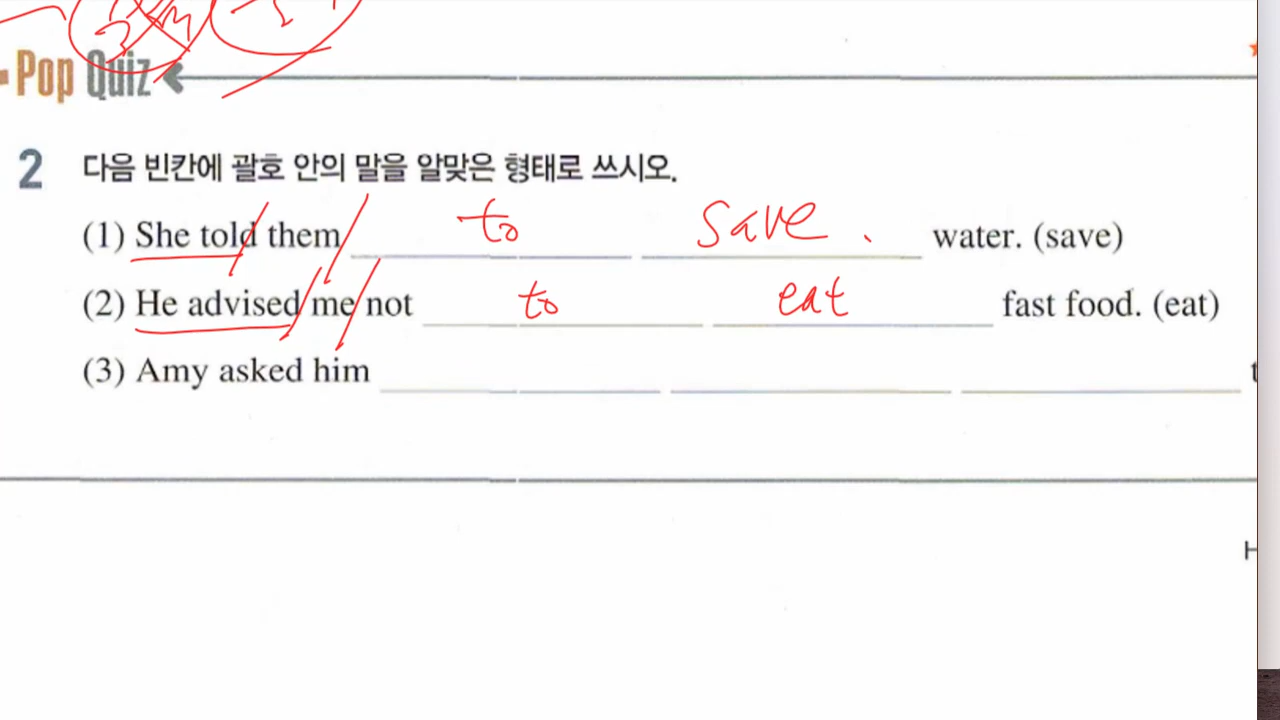 Pop Quiz
2 다음 빈칸에 괄호 안의 말을 알맞은 형태로 쓰시오.
(1) She told them to save . water. (save)
(2) He advised me not to eat fast food. (eat)
(3) Amy asked him